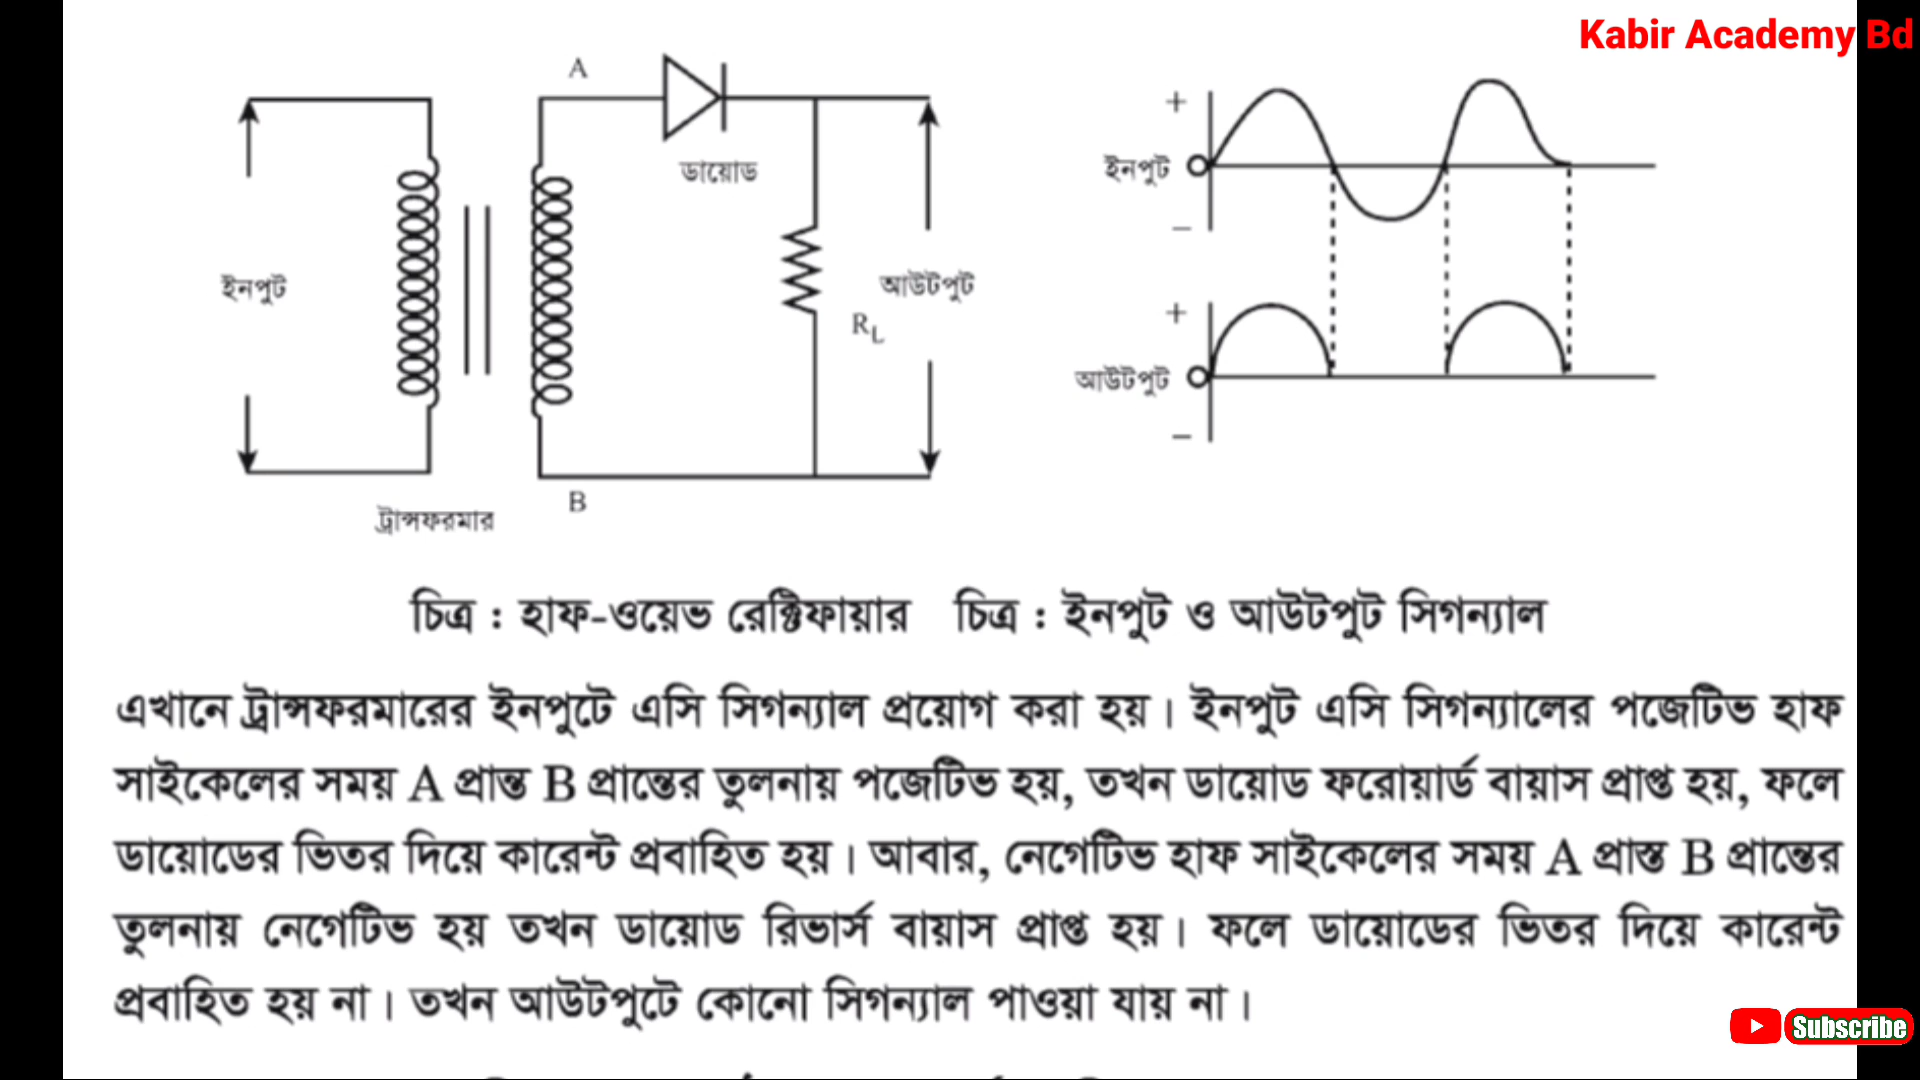 Kabir Academy Bd
A
+
ডায়োড
ইনপুট
–
ইনপুট
আউটপুট
R_L
+
আউটপুট
–
B
ট্রান্সফরমার
চিত্র : হাফ-ওয়েভ রেক্টিফায়ার চিত্র : ইনপুট ও আউটপুট সিগন্যাল
এখানে ট্রান্সফরমারের ইনপুটে এসি সিগন্যাল প্রয়োগ করা হয়। ইনপুট এসি সিগন্যালের পজেটিভ হাফ
সাইকেলের সময় A প্রান্ত B প্রান্তের তুলনায় পজেটিভ হয়, তখন ডায়োড ফরোয়ার্ড বায়াস প্রাপ্ত হয়, ফলে
ডায়োডের ভিতর দিয়ে কারেন্ট প্রবাহিত হয়। আবার, নেগেটিভ হাফ সাইকেলের সময় A প্রাস্ত B প্রান্তের
তুলনায় নেগেটিভ হয় তখন ডায়োড রিভার্স বায়াস প্রাপ্ত হয়। ফলে ডায়োডের ভিতর দিয়ে কারেন্ট
প্রবাহিত হয় না। তখন আউটপুটে কোনো সিগন্যাল পাওয়া যায় না।
Subscribe